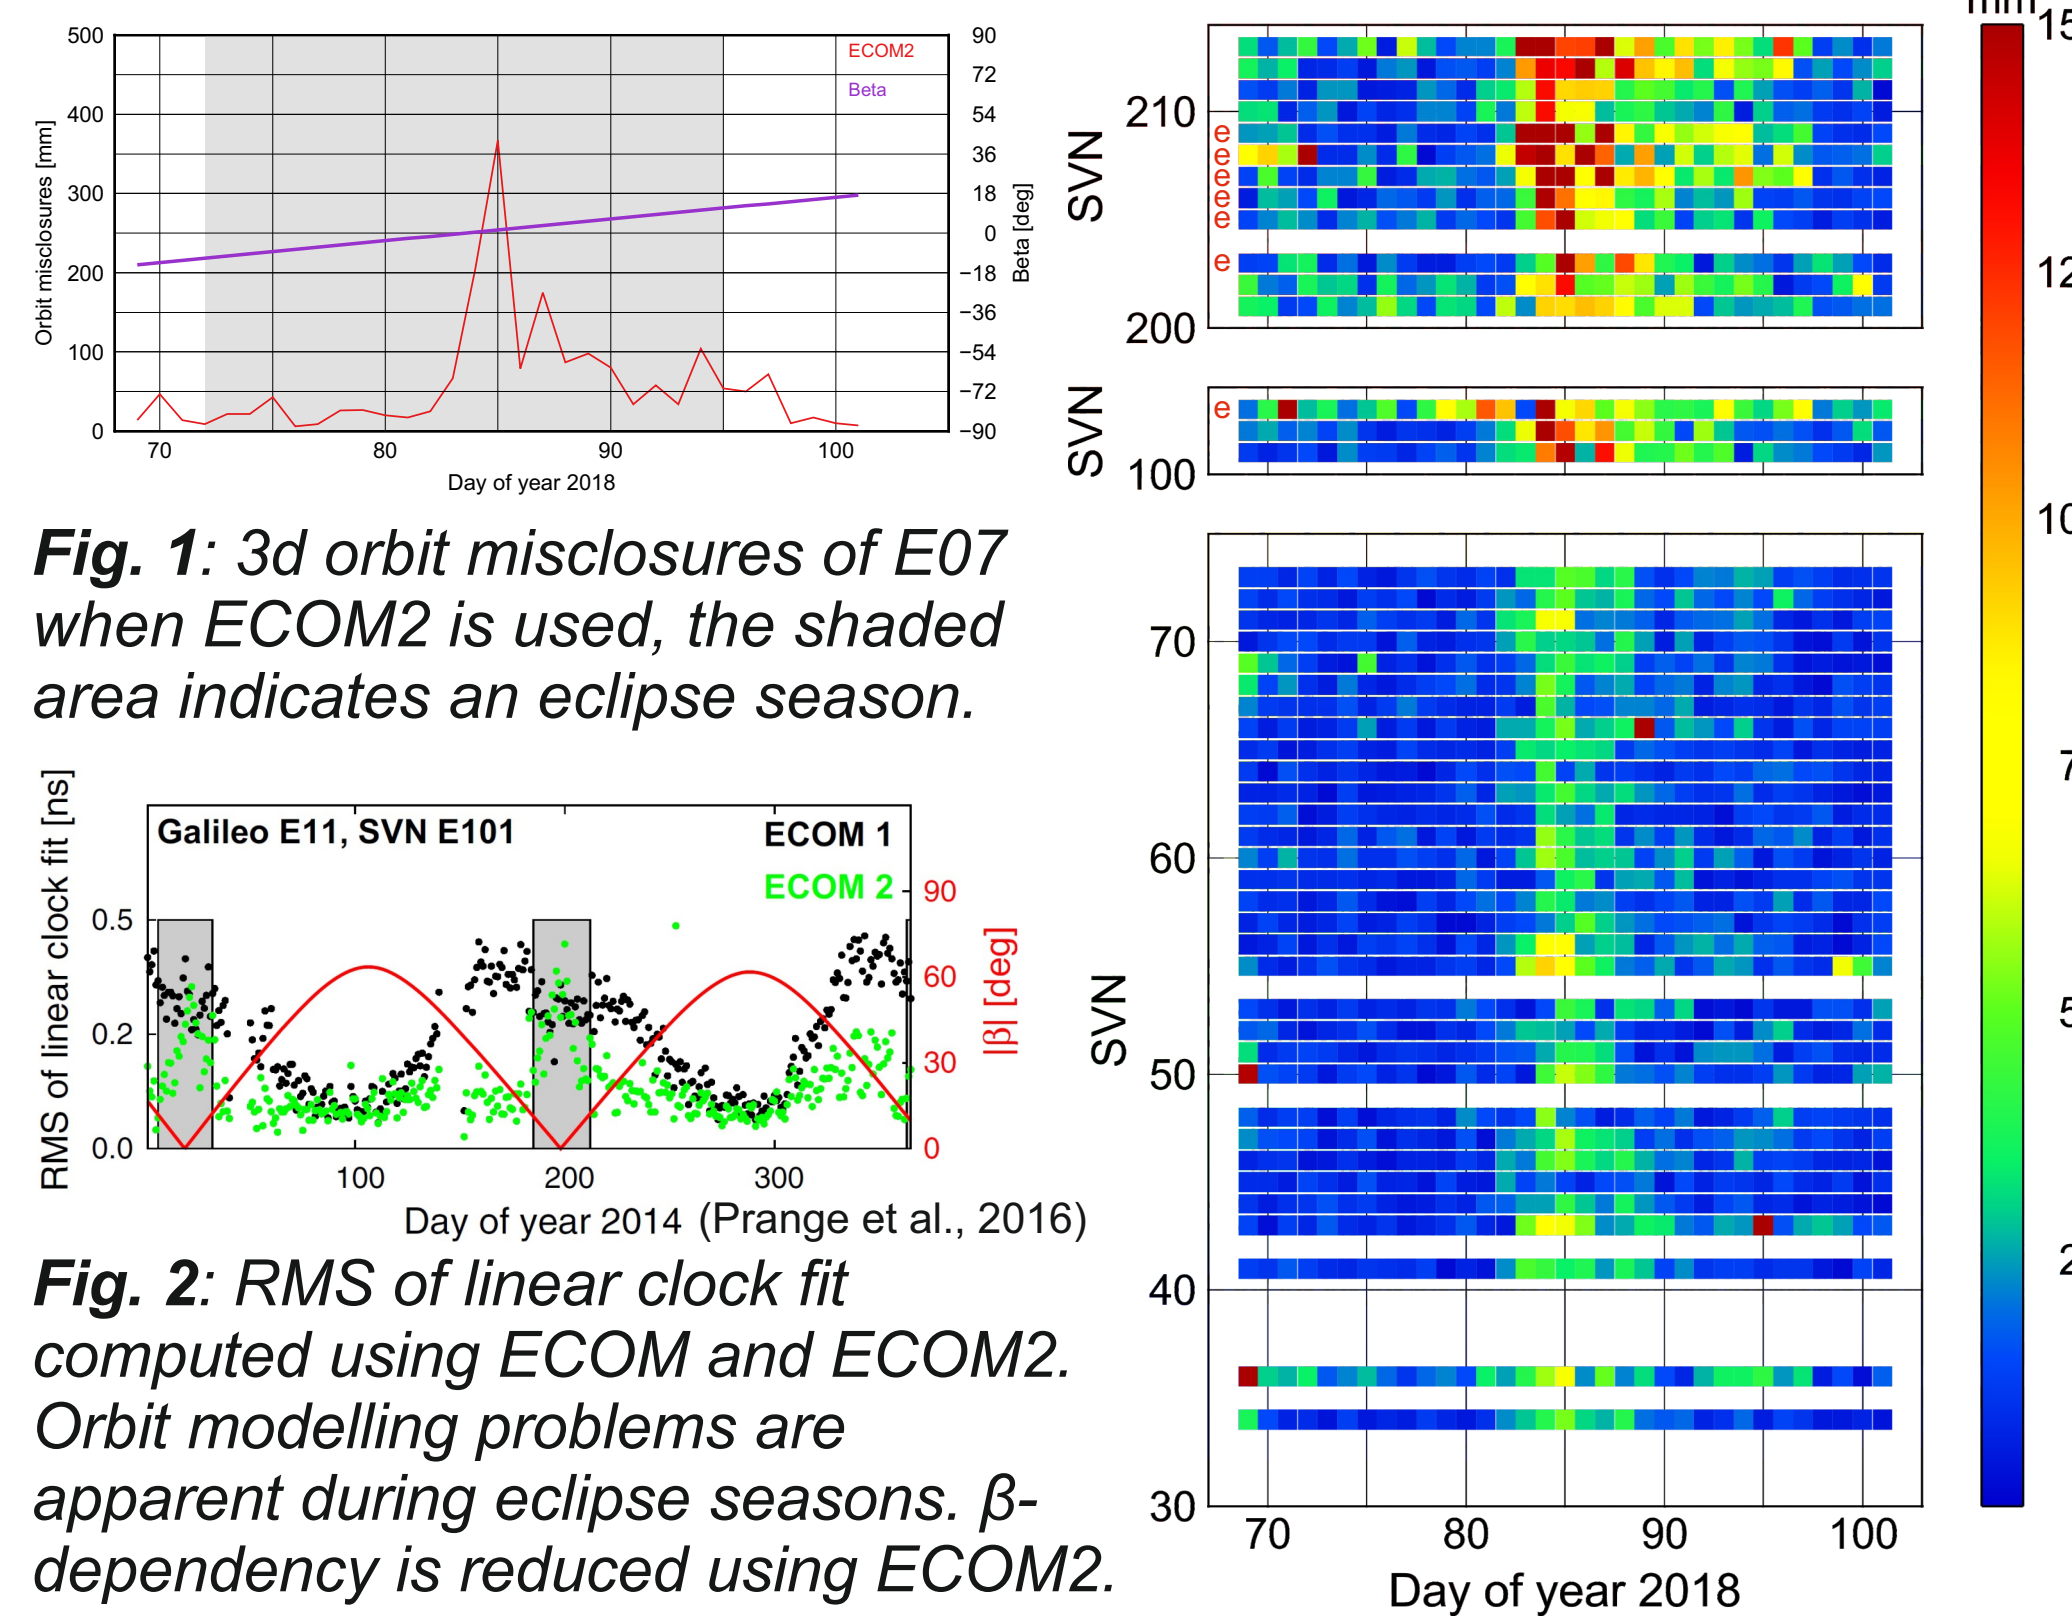 500
400
300
200
100
0
Orbit misclosures [mm]
ECOM2
Beta
90
72
54
36
18
0
−18
−36
−54
−72
−90
Beta [deg]
70 80 90 100
Day of year 2018
Fig. 1: 3d orbit misclosures of E07
when ECOM2 is used, the shaded
area indicates an eclipse season.
RMS of linear clock fit [ns]
Galileo E11, SVN E101
ECOM 1
ECOM 2
0.5
0.2
0.0
90
60
30
0
|β| [deg]
100 200 300
Day of year 2014 (Prange et al., 2016)
Fig. 2: RMS of linear clock fit
computed using ECOM and ECOM2.
Orbit modelling problems are
apparent during eclipse seasons. β-
dependency is reduced using ECOM2.
SVN
210
200
e
e
e
e
e
e
SVN
100
e
SVN
70
60
50
40
30
70 80 90 100
Day of year 2018